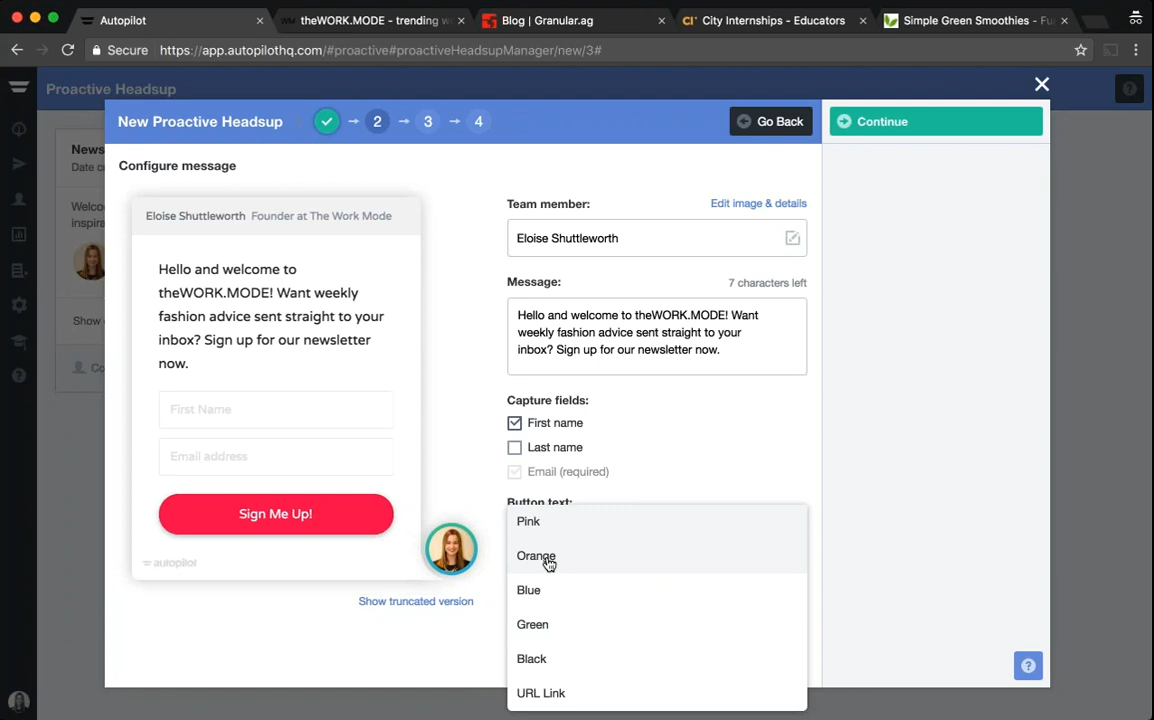 Autopilot
theWORK.MODE - trending w
Blog | Granular.ag
City Internships - Educators
Simple Green Smoothies - Fu
Secure
https://app.autopilothq.com/#proactive#proactiveHeadsupManager/new/3#
Proactive Headsup
New Proactive Headsup
2
3
4
Go Back
Continue
News
Date c
Welco
inspira
Show
Co
Configure message
Eloise Shuttleworth Founder at The Work Mode
Hello and welcome to
theWORK.MODE! Want weekly
fashion advice sent straight to your
inbox? Sign up for our newsletter
now.
First Name
Email address
Sign Me Up!
autopilot
Show truncated version
Team member:
Edit image & details
Eloise Shuttleworth
Message:
7 characters left
Hello and welcome to theWORK.MODE! Want
weekly fashion advice sent straight to your
inbox? Sign up for our newsletter now.
Capture fields:
First name
Last name
Email (required)
Button text:
Pink
Orange
Blue
Green
Black
URL Link